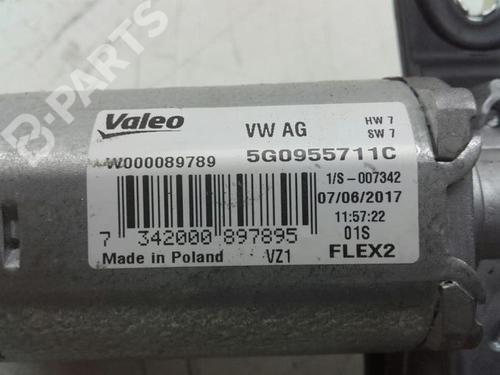 B-PARTS
Valeo VW AG HW 7
SW 7
W000089789 5G0955711C
1/S-007342
07/06/2017
11:57:22
7 342000 897895 01S
Made in Poland VZ1 FLEX2